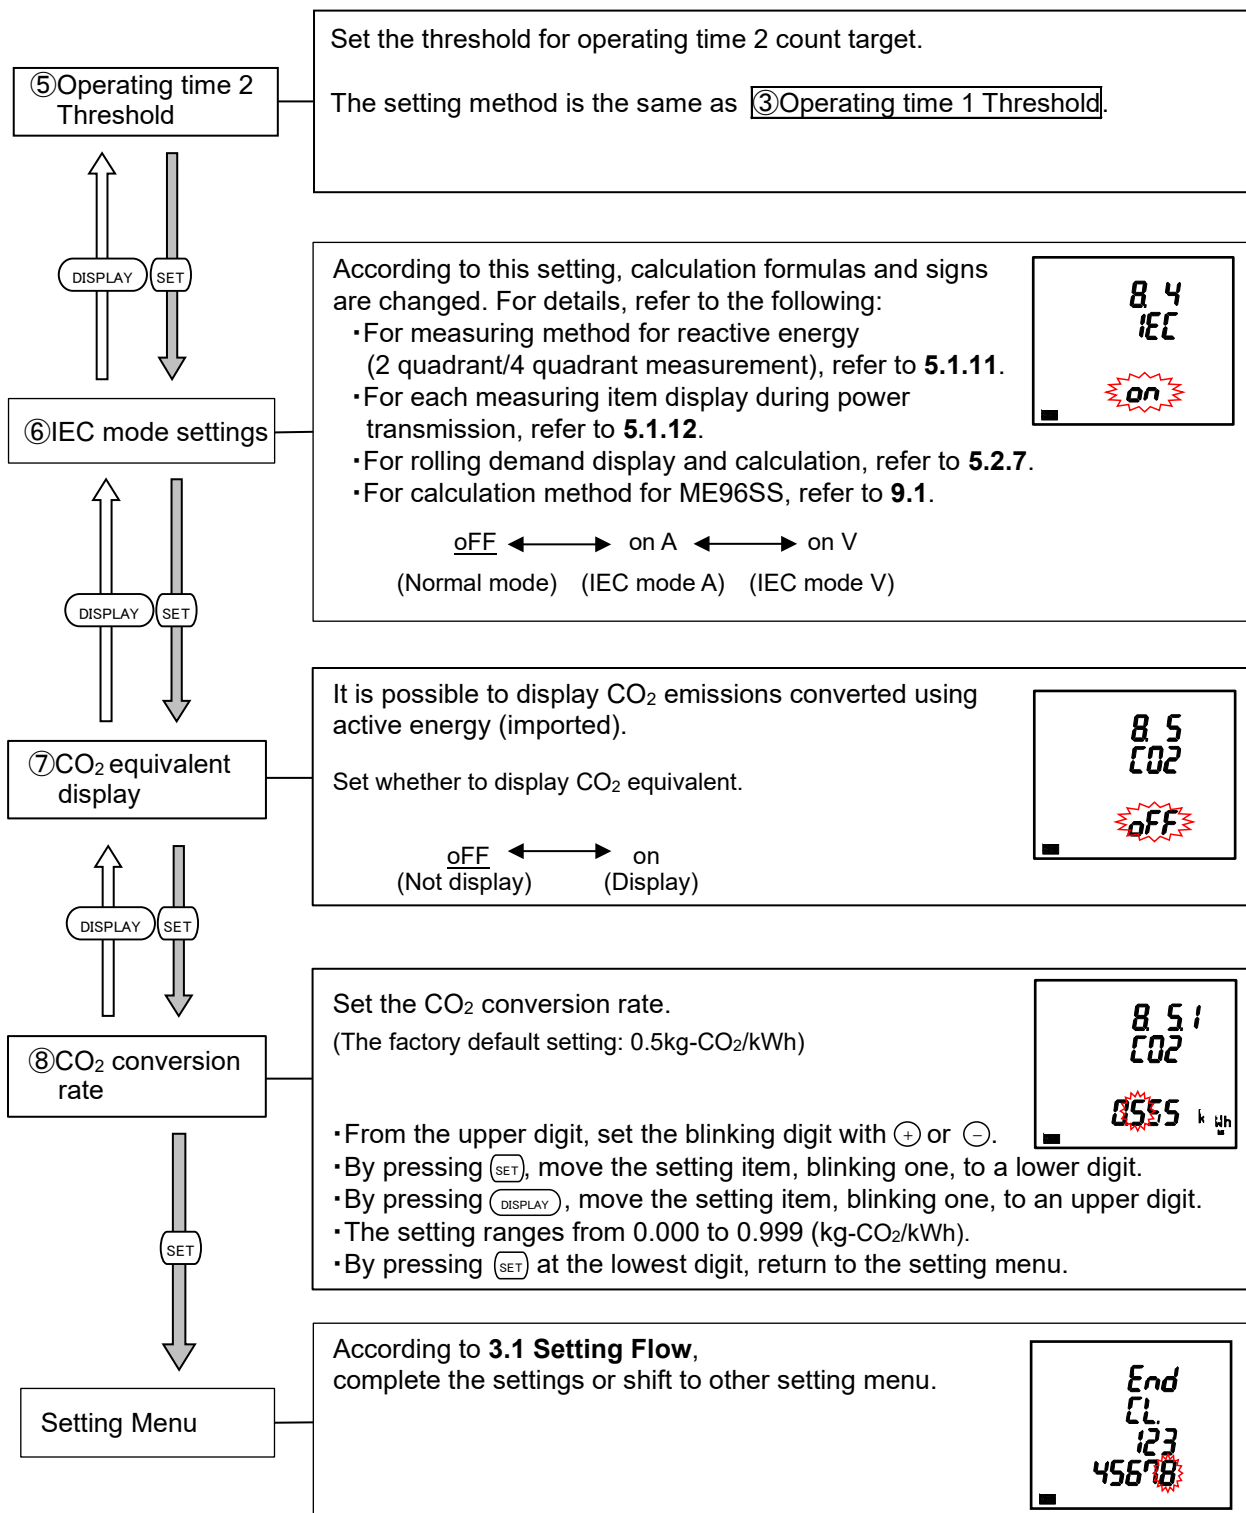 ⑤Operating time 2
Threshold
Set the threshold for operating time 2 count target.
The setting method is the same as ③Operating time 1 Threshold.
DISPLAY SET
⑥IEC mode settings
According to this setting, calculation formulas and signs
are changed. For details, refer to the following:
・For measuring method for reactive energy
(2 quadrant/4 quadrant measurement), refer to 5.1.11.
・For each measuring item display during power
transmission, refer to 5.1.12.
・For rolling demand display and calculation, refer to 5.2.7.
・For calculation method for ME96SS, refer to 9.1.
oFF on A on V
(Normal mode) (IEC mode A) (IEC mode V)
8. 4
IEC
on
DISPLAY SET
⑦CO₂ equivalent
display
It is possible to display CO₂ emissions converted using
active energy (imported).
Set whether to display CO₂ equivalent.
oFF on
(Not display) (Display)
8. 5
CO2
oFF
DISPLAY SET
⑧CO₂ conversion
rate
Set the CO₂ conversion rate.
(The factory default setting: 0.5kg-CO₂/kWh)
・From the upper digit, set the blinking digit with + or −.
・By pressing SET, move the setting item, blinking one, to a lower digit.
・By pressing DISPLAY, move the setting item, blinking one, to an upper digit.
・The setting ranges from 0.000 to 0.999 (kg-CO₂/kWh).
・By pressing SET at the lowest digit, return to the setting menu.
8. 5.1
CO2
0.555 k Wh
SET
Setting Menu
According to 3.1 Setting Flow,
complete the settings or shift to other setting menu.
End
CL.
123
45678